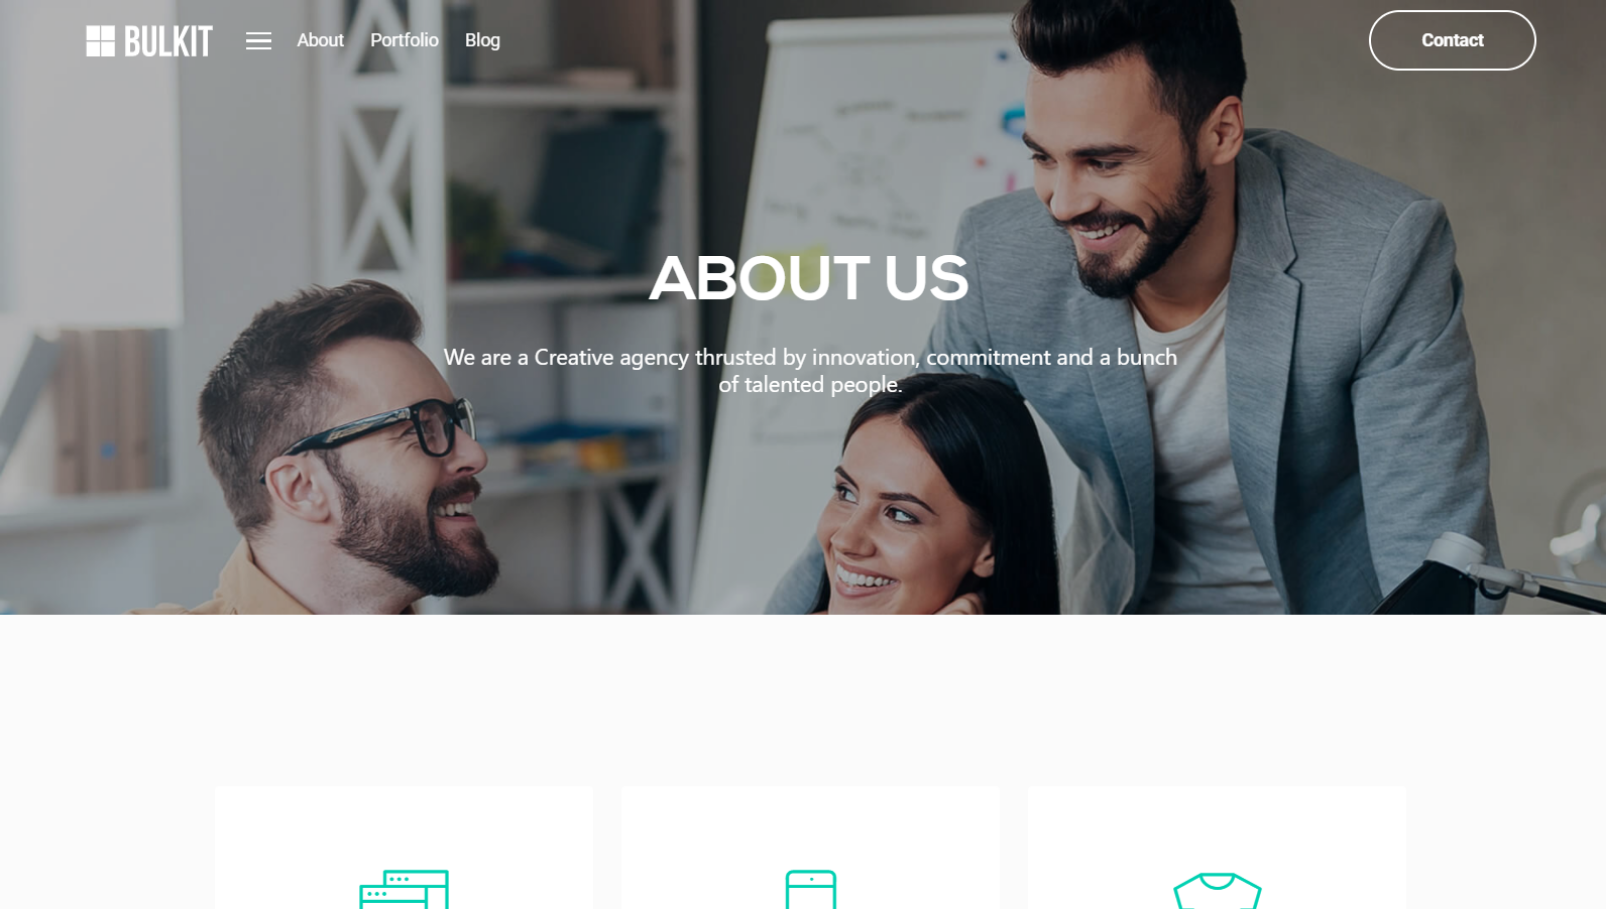 BULKIT
About Portfolio Blog
Contact
ABOUT US
We are a Creative agency thrusted by innovation, commitment and a bunch
of talented people.